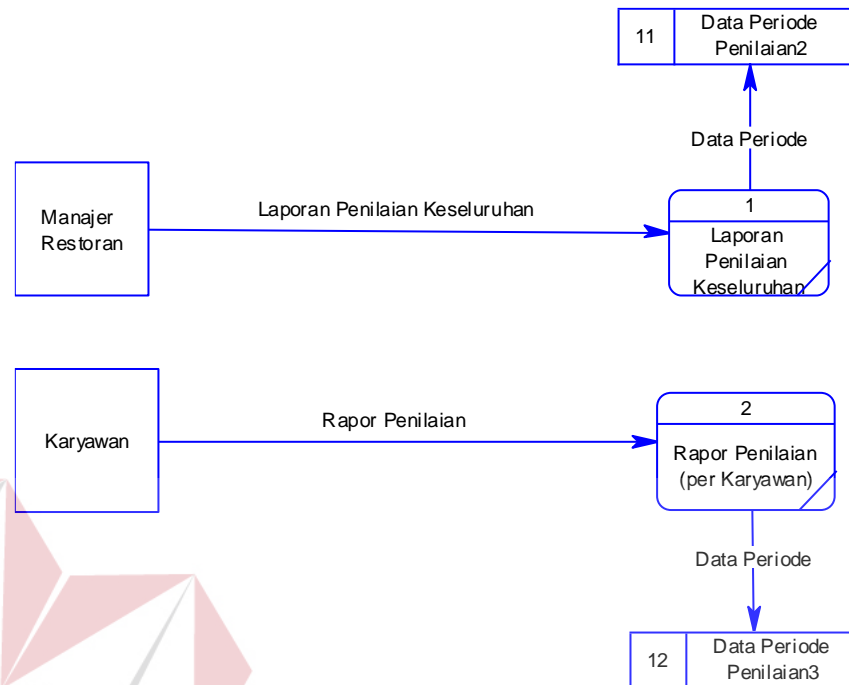 11
Data Periode
Penilaian2
Data Periode
Manajer
Restoran
Laporan Penilaian Keseluruhan
1
Laporan
Penilaian
Keseluruhan
Karyawan
Rapor Penilaian
2
Rapor Penilaian
(per Karyawan)
Data Periode
12
Data Periode
Penilaian3